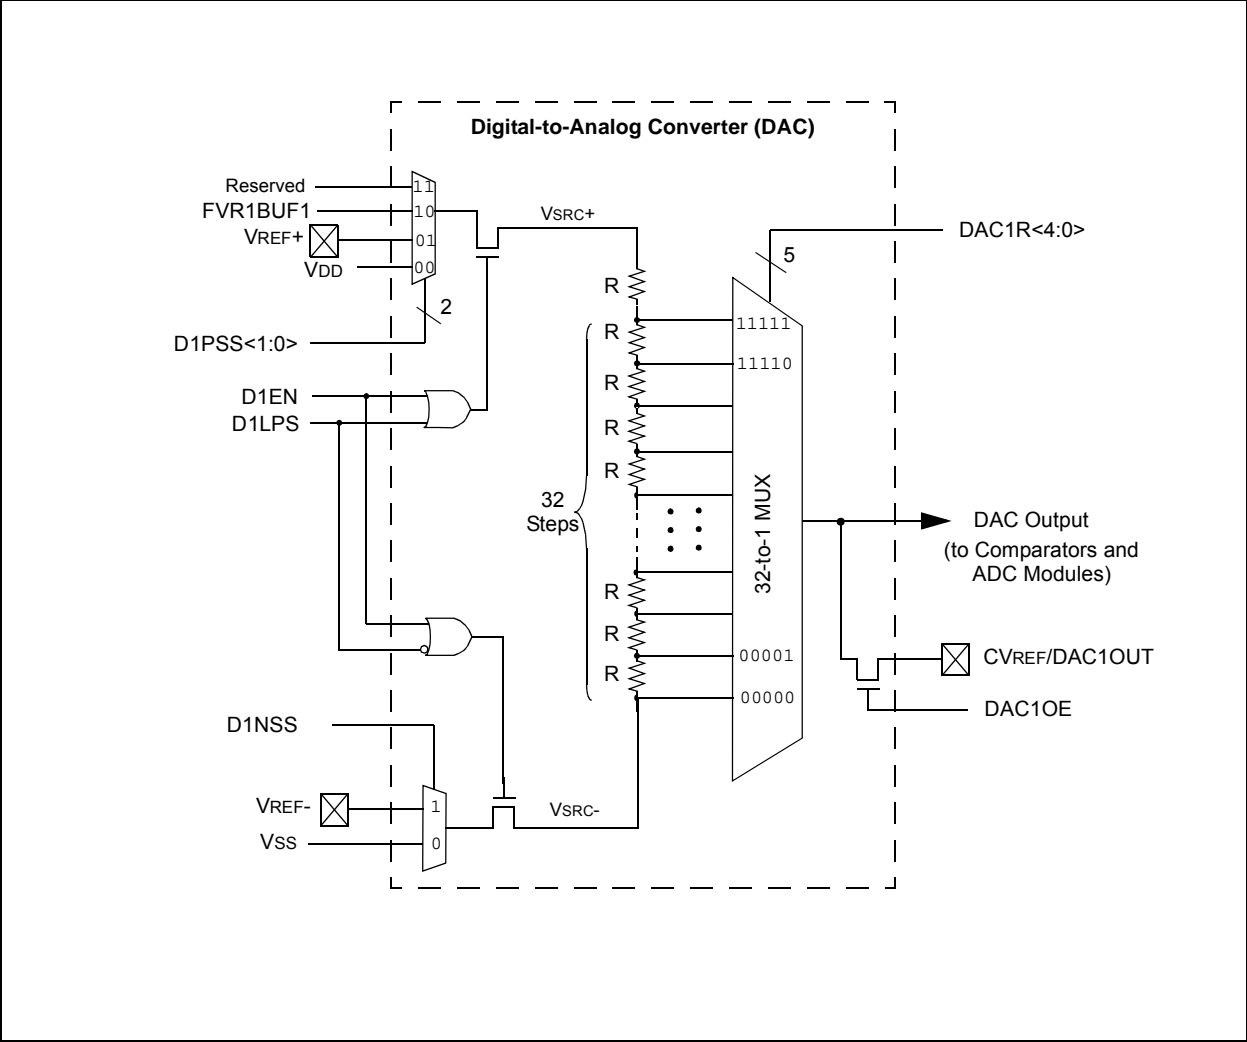 Digital-to-Analog Converter (DAC)
Reserved
11
FVR1BUF1
10
VSRC+
VREF+
01
DAC1R<4:0>
VDD
00
5
R
2
11111
D1PSS<1:0>
R
11110
R
D1EN
D1LPS
R
R
32
Steps
32-to-1 MUX
DAC Output
(to Comparators and
ADC Modules)
R
R
00001
CVREF/DAC1OUT
R
00000
DAC1OE
D1NSS
VREF-
1
VSRC-
VSS
0